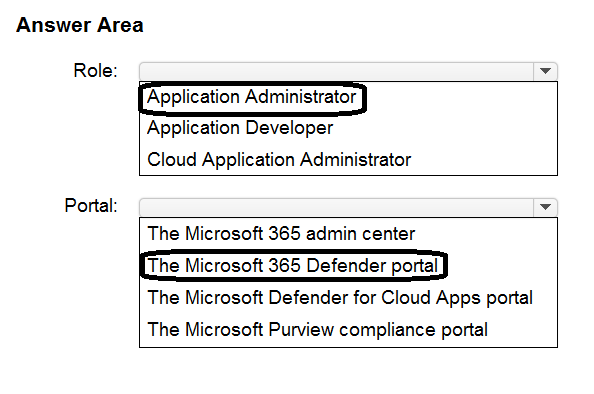 Answer Area
Role:
Application Administrator
Application Developer
Cloud Application Administrator
Portal:
The Microsoft 365 admin center
The Microsoft 365 Defender portal
The Microsoft Defender for Cloud Apps portal
The Microsoft Purview compliance portal